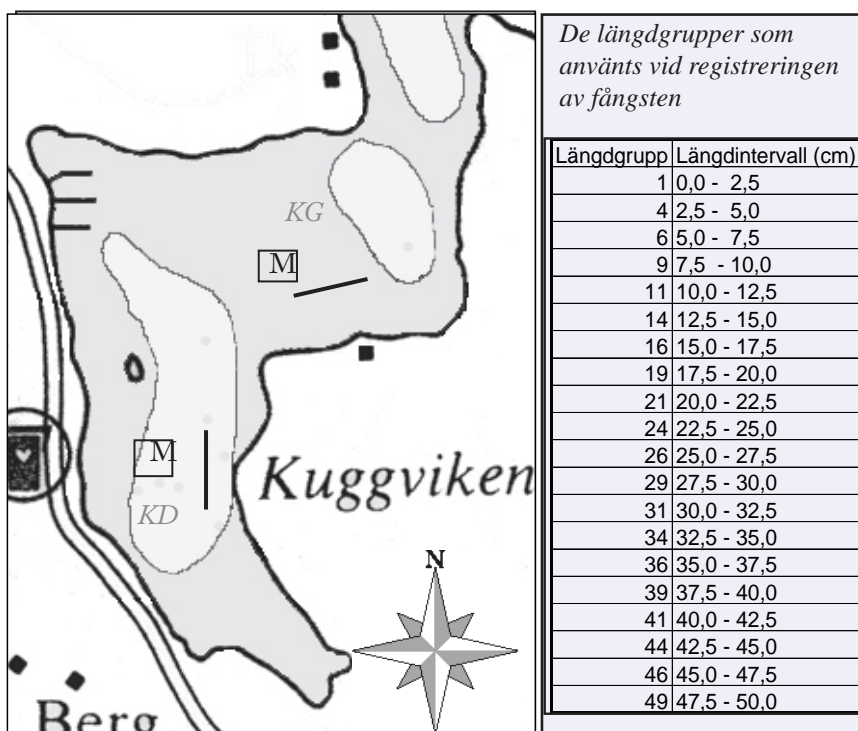 KG
M
M
KD
Kuggviken
N
Berg
De längdgrupper som
använts vid registreringen
av fångsten
Längdgrupp Längdintervall (cm)
1 0,0 - 2,5
4 2,5 - 5,0
6 5,0 - 7,5
9 7,5 - 10,0
11 10,0 - 12,5
14 12,5 - 15,0
16 15,0 - 17,5
19 17,5 - 20,0
21 20,0 - 22,5
24 22,5 - 25,0
26 25,0 - 27,5
29 27,5 - 30,0
31 30,0 - 32,5
34 32,5 - 35,0
36 35,0 - 37,5
39 37,5 - 40,0
41 40,0 - 42,5
44 42,5 - 45,0
46 45,0 - 47,5
49 47,5 - 50,0